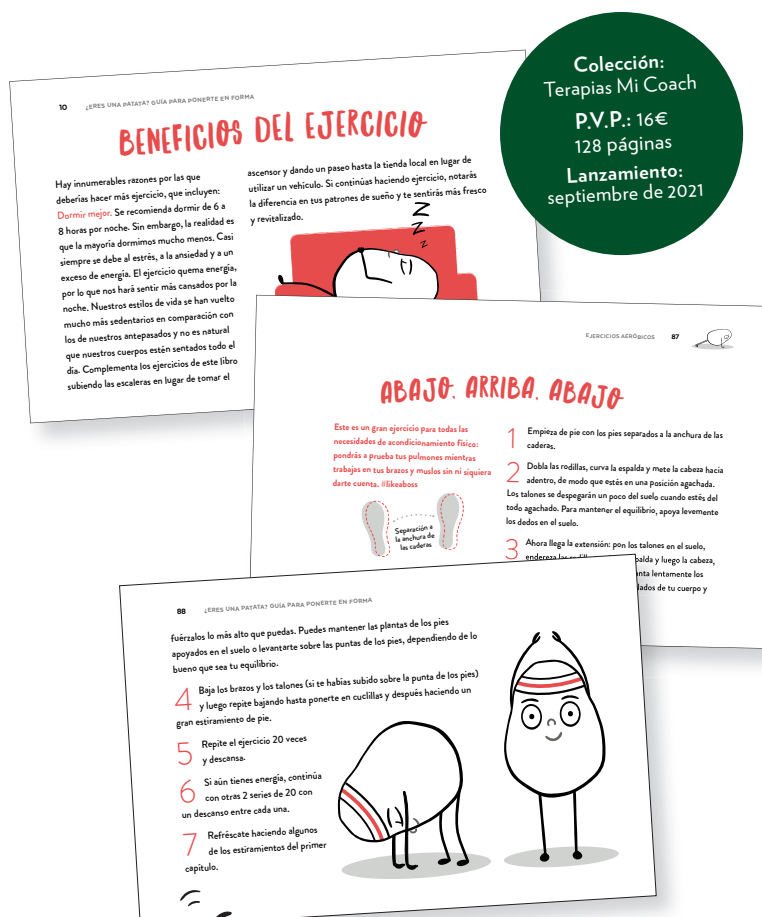 Colección:
Terapias Mi Coach
P.V.P.: 16€
128 páginas
Lanzamiento:
septiembre de 2021
10 ¿ERES UNA PATATA? GUÍA PARA PONERTE EN FORMA
BENEFICIOS DEL EJERCICIO
Hay innumerables razones por las que
deberías hacer más ejercicio, que incluyen:
Dormir mejor. Se recomienda dormir de 6 a
8 horas por noche. Sin embargo, la realidad es
que la mayoría dormimos mucho menos. Casi
siempre se debe al estrés, a la ansiedad y a un
exceso de energía. El ejercicio quema energía,
por lo que nos hará sentir más cansados por la
noche. Nuestros estilos de vida se han vuelto
mucho más sedentarios en comparación con
los de nuestros antepasados y no es natural
que nuestros cuerpos estén sentados todo el
día. Complementa los ejercicios de este libro
subiendo las escaleras en lugar de tomar el
ascensor y dando un paseo hasta la tienda local en lugar de
utilizar un vehículo. Si continúas haciendo ejercicio, notarás
la diferencia en tus patrones de sueño y te sentirás más fresco
y revitalizado.
Z
Z
Z
EJERCICIOS AERÓBICOS 87
ABAJO. ARRIBA. ABAJO
Este es un gran ejercicio para todas las
necesidades de acondicionamiento físico:
pondrás a prueba tus pulmones mientras
trabajas en tus brazos y muslos sin ni siquiera
darte cuenta. #likeaboss
Separación a
la anchura de
las caderas
1 Empieza de pie con los pies separados a la anchura de las
caderas.
2 Dobla las rodillas, curva la espalda y mete la cabeza hacia
adentro, de modo que estés en una posición agachada.
Los talones se despegarán un poco del suelo cuando estés del
todo agachado. Para mantener el equilibrio, apoya levemente
los dedos en el suelo.
3 Ahora llega la extensión: pon los talones en el suelo,
endereza las y luego la cabeza,
lentamente los
lados de tu cuerpo y
88 ¿ERES UNA PATATA? GUÍA PARA PONERTE EN FORMA
fuérzalos lo más alto que puedas. Puedes mantener las plantas de los pies
apoyados en el suelo o levantarte sobre las puntas de los pies, dependiendo de lo
bueno que sea tu equilibrio.
4 Baja los brazos y los talones (si te habías subido sobre la punta de los pies)
y luego repite bajando hasta ponerte en cuclillas y después haciendo un
gran estiramiento de pie.
5 Repite el ejercicio 20 veces
y descansa.
6 Si aún tienes energía, continúa
con otras 2 series de 20 con
un descanso entre cada una.
7 Refréscate haciendo algunos
de los estiramientos del primer
capítulo.